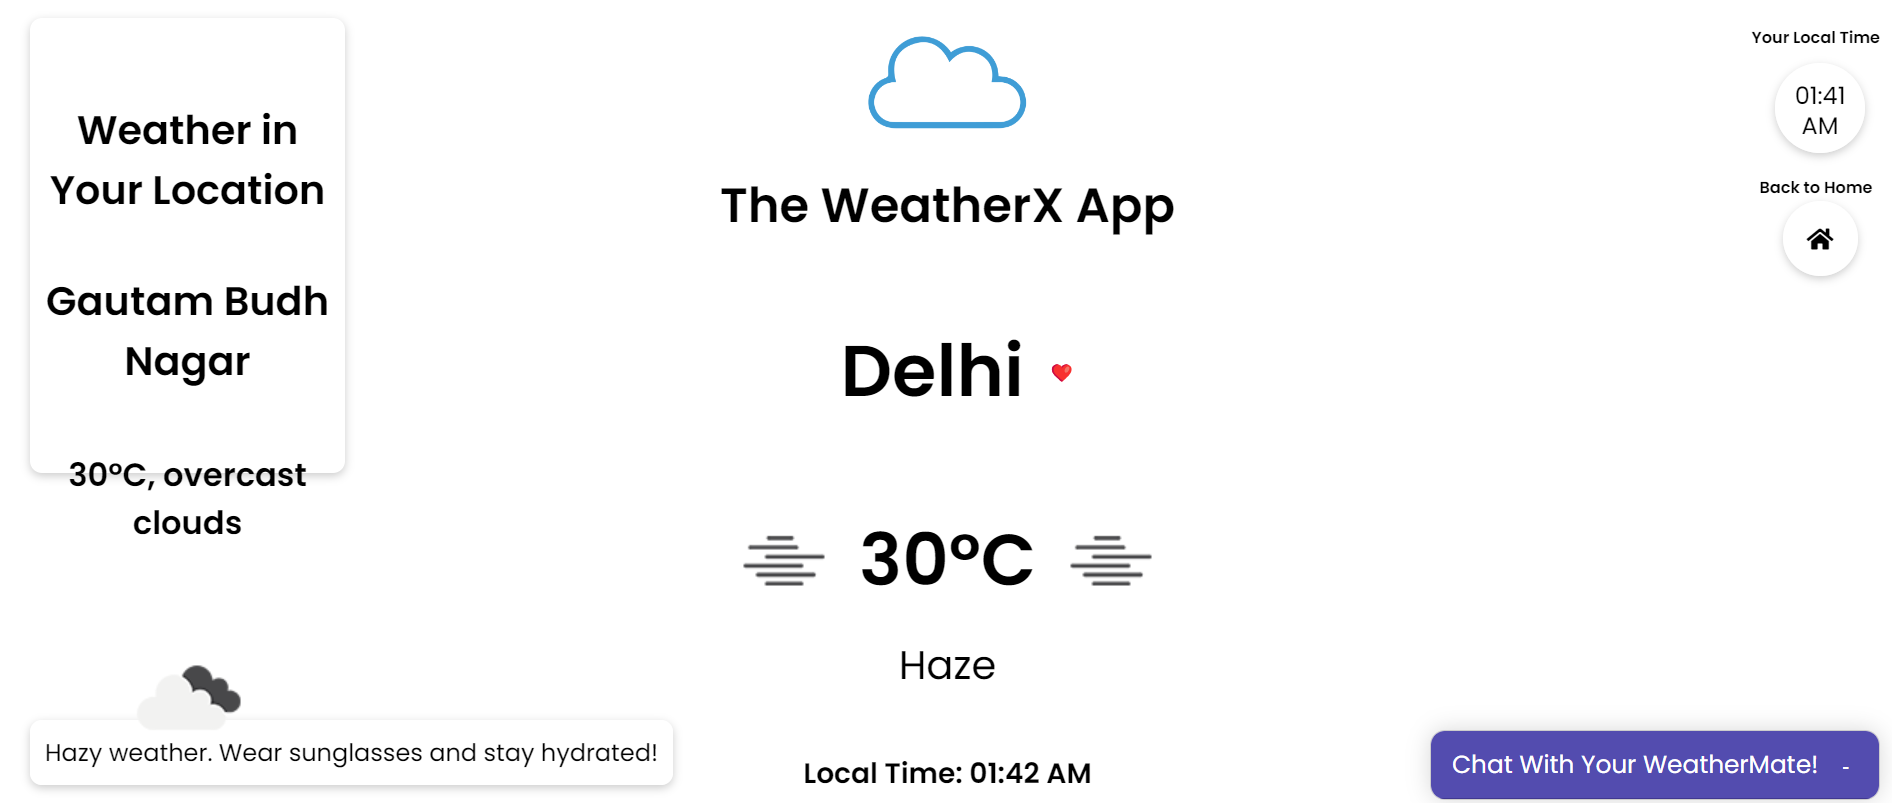 Weather in
Your Location
Gautam Budh
Nagar
30°C, overcast
clouds
The WeatherX App
Delhi
30°C
Haze
Local Time: 01:42 AM
Your Local Time
01:41
AM
Back to Home
Hazy weather. Wear sunglasses and stay hydrated!
Chat With Your WeatherMate! -